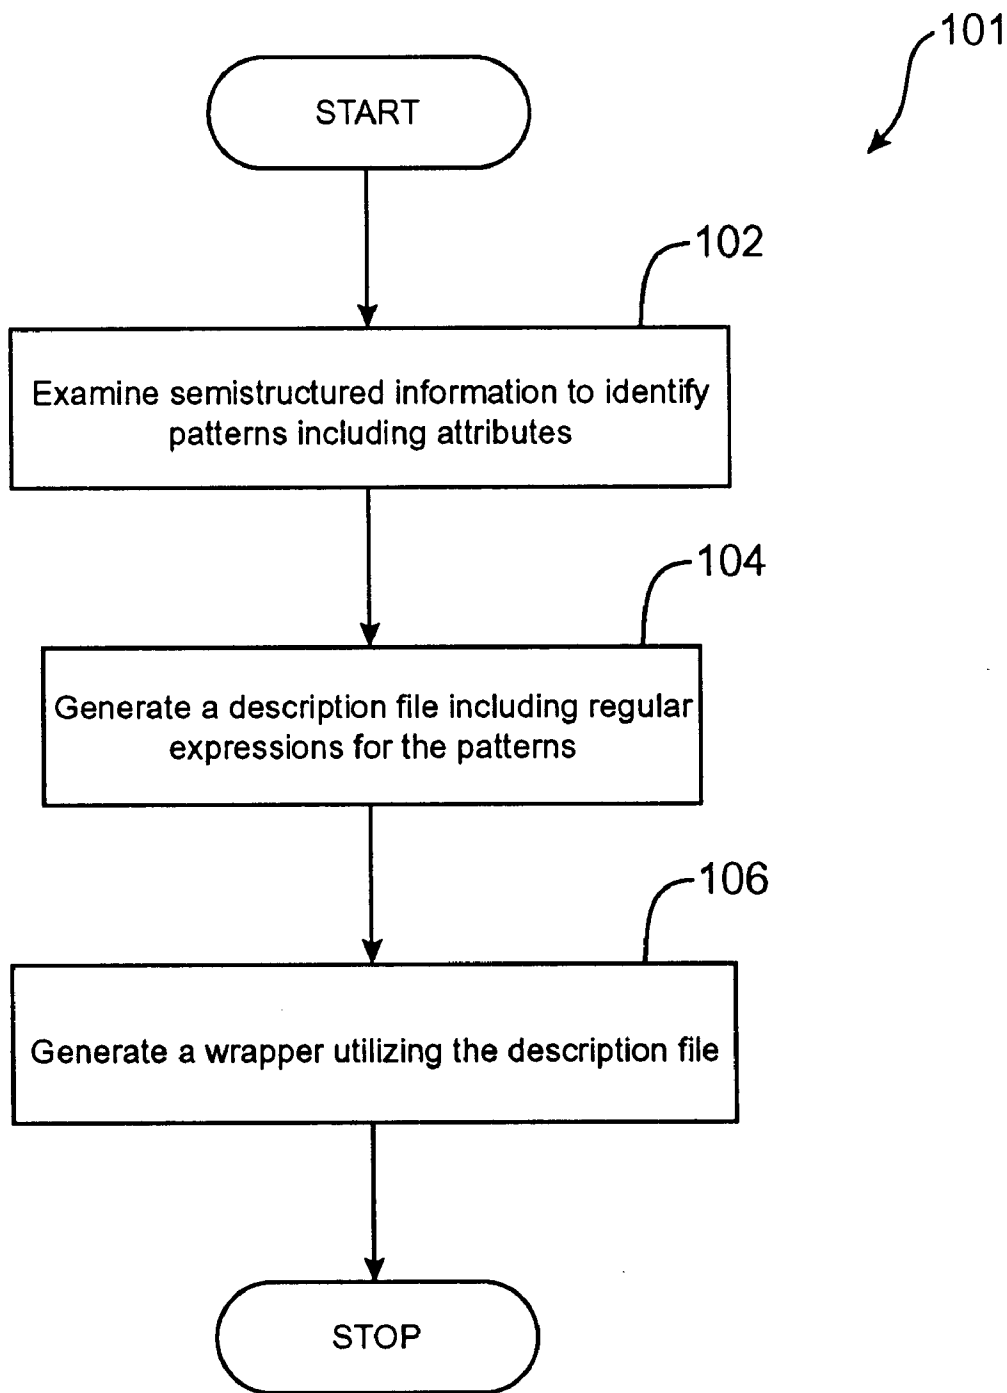 101
START
102
Examine semistructured information to identify
patterns including attributes
104
Generate a description file including regular
expressions for the patterns
106
Generate a wrapper utilizing the description file
STOP